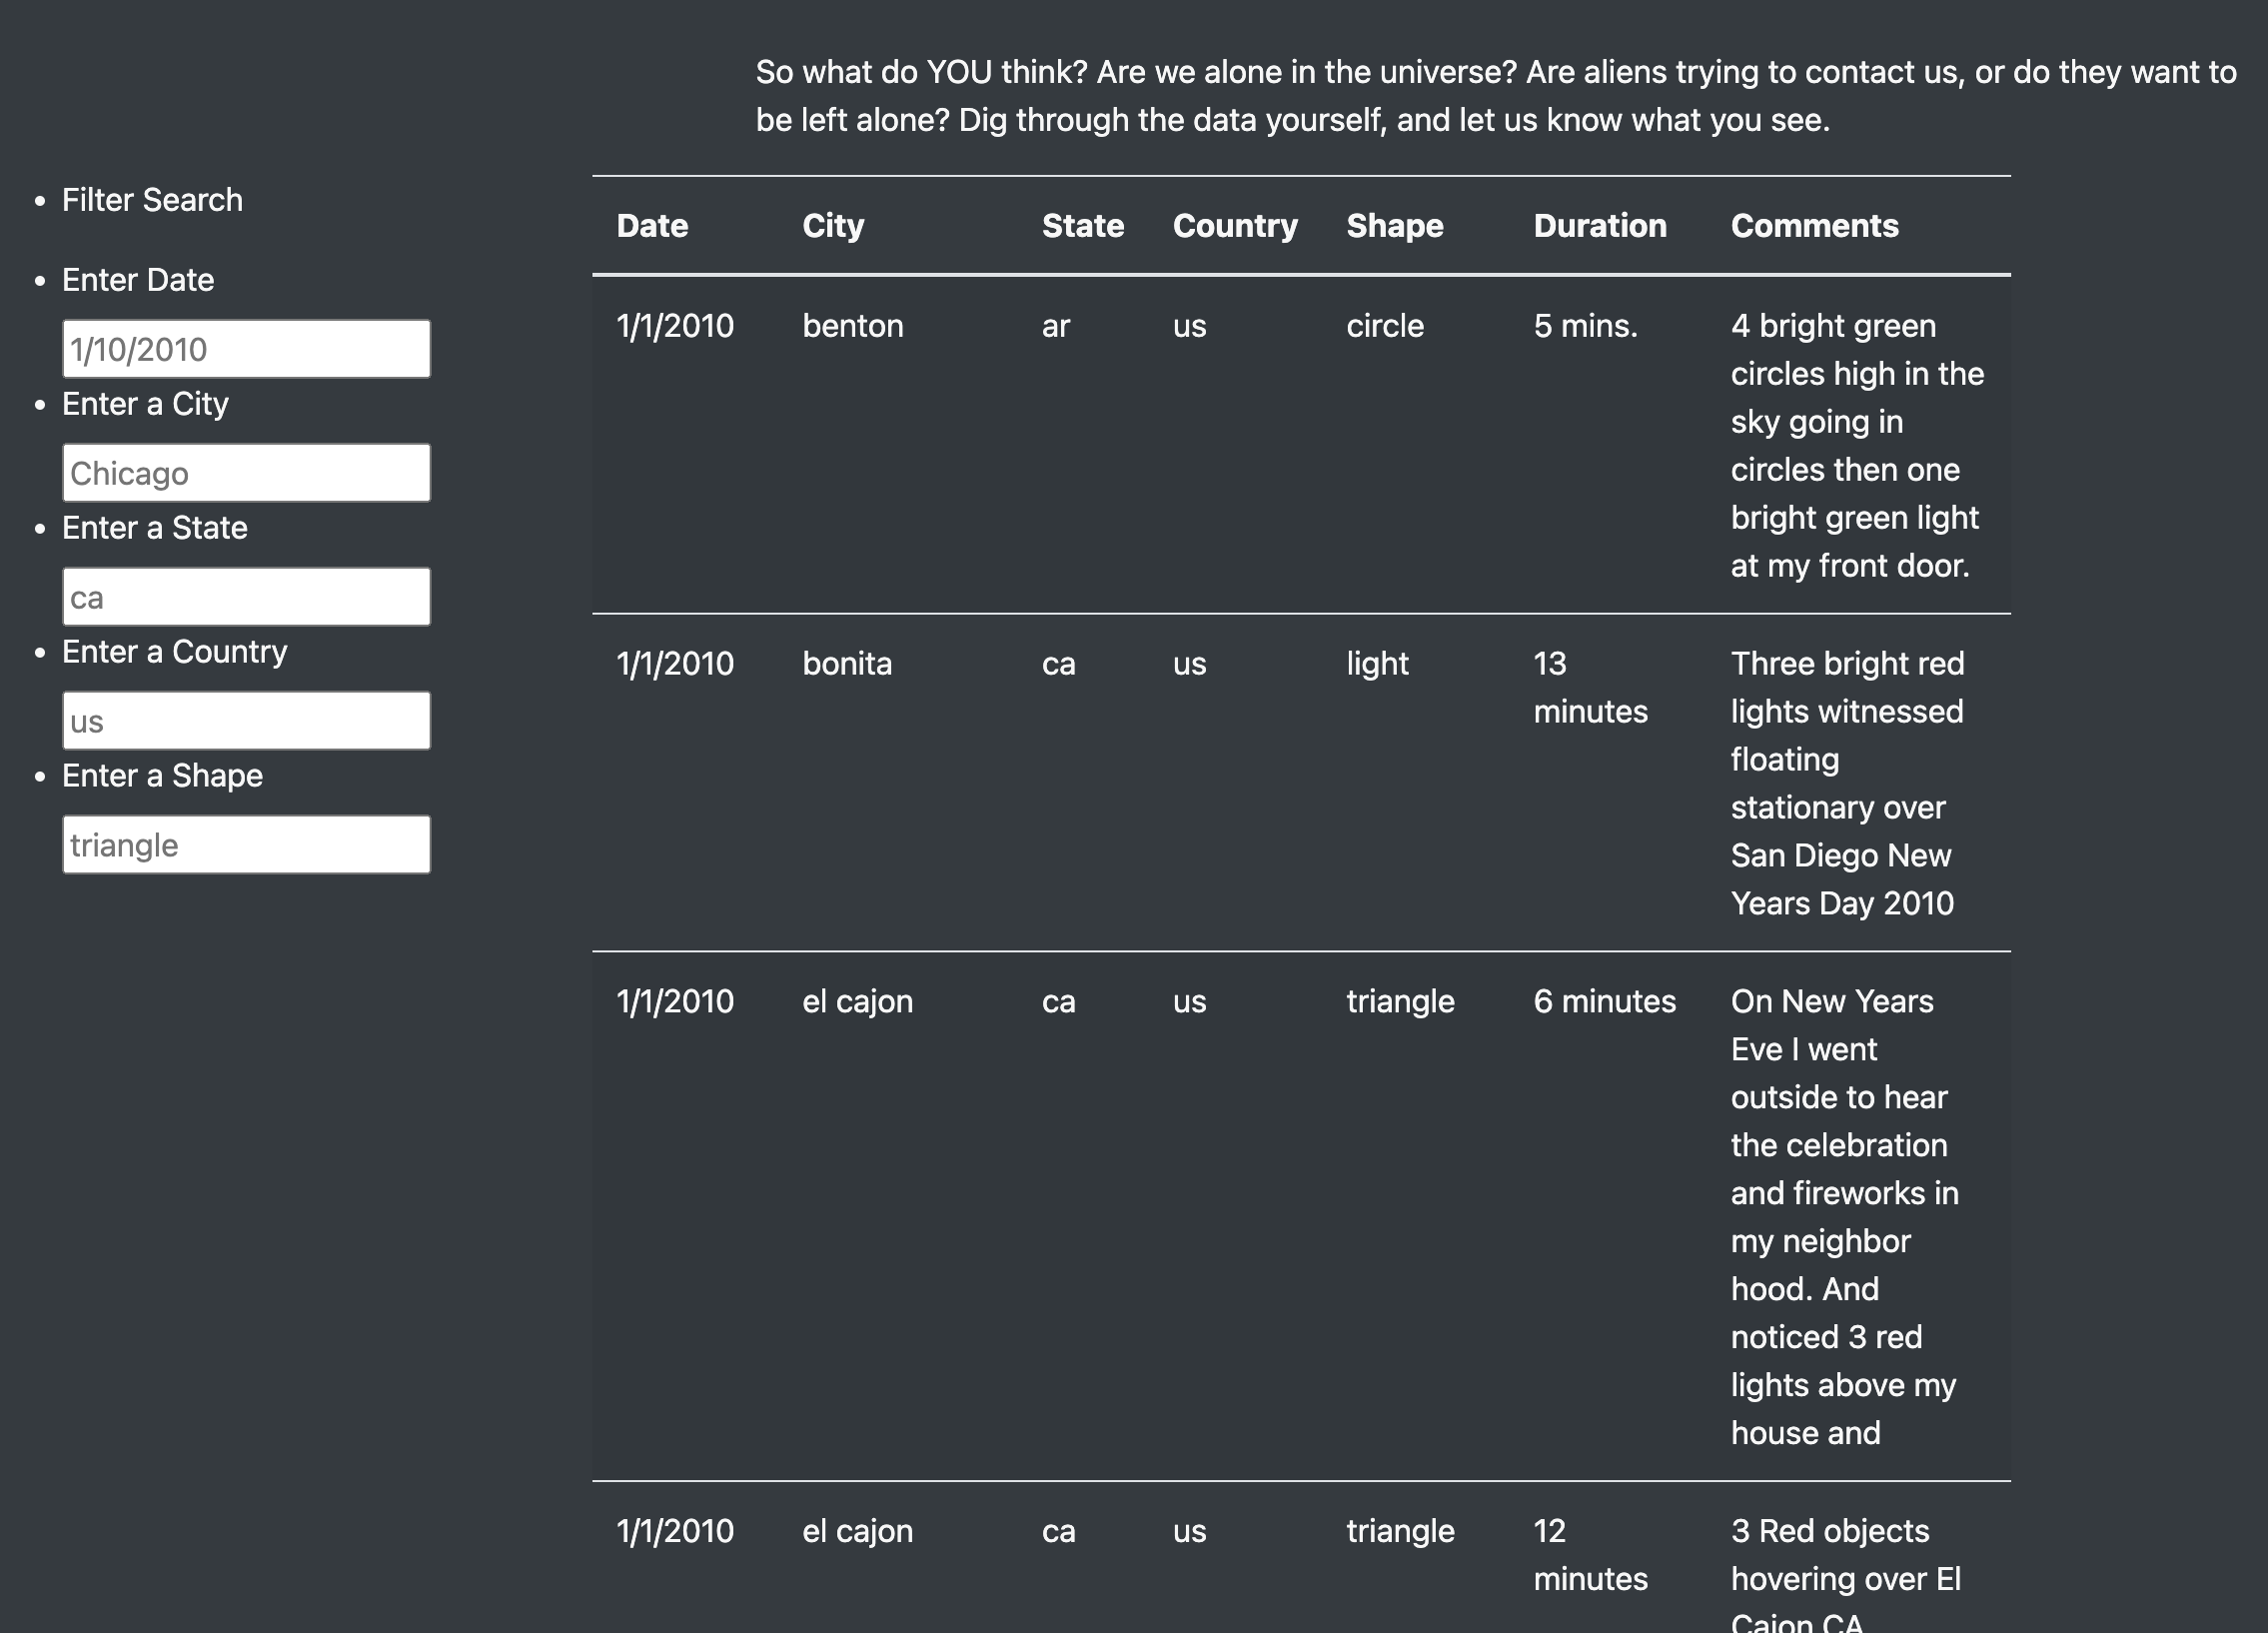 So what do YOU think? Are we alone in the universe? Are aliens trying to contact us, or do they want to
be left alone? Dig through the data yourself, and let us know what you see.
Filter Search
Enter Date
1/10/2010
Enter a City
Chicago
Enter a State
ca
Enter a Country
us
Enter a Shape
triangle
Date City State Country Shape Duration Comments
1/1/2010 benton ar us circle 5 mins. 4 bright green
circles high in the
sky going in
circles then one
bright green light
at my front door.
1/1/2010 bonita ca us light 13 Three bright red
minutes lights witnessed
floating
stationary over
San Diego New
Years Day 2010
1/1/2010 el cajon ca us triangle 6 minutes On New Years
Eve I went
outside to hear
the celebration
and fireworks in
my neighbor
hood. And
noticed 3 red
lights above my
house and
1/1/2010 el cajon ca us triangle 12 3 Red objects
minutes hovering over El
Cajon CA